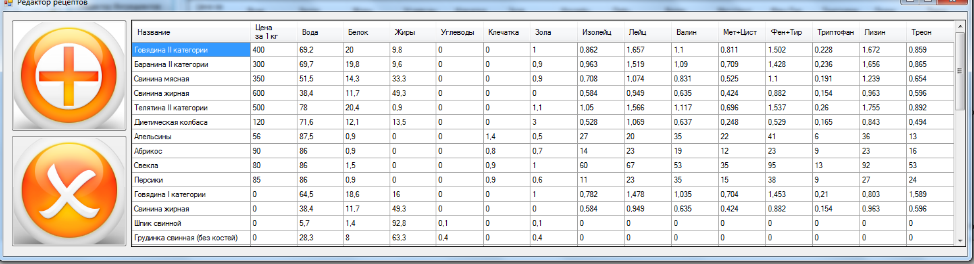 Редактор рецептов
Название Цена за 1 кг Вода Белок Жиры Углеводы Клечатка Зола Изолейц Лейц Валин Мет+Цист Фен+Тир Триптофан Лизин Треон
Говядина II категории 400 69,2 20 9.8 0 0 1 0.862 1,657 1.1 0,811 1.502 0,228 1.672 0.859
Баранина II категории 300 69,7 19,8 9,6 0 0 0,9 0,963 1,519 1.09 0,709 1,428 0,236 1,656 0,865
Свинина мясная 350 51,5 14,3 33.3 0 0 0,9 0,708 1,074 0,831 0,525 1.1 0,191 1,239 0,654
Свинина жирная 600 38,4 11,7 49.3 0 0 0 0,584 0,949 0,635 0,424 0,882 0,154 0,963 0,596
Телятина II категории 500 78 20,4 0,9 0 0 1,1 1,05 1,566 1,117 0,696 1,537 0,26 1,755 0,892
Диетическая колбаса 120 71,6 12,1 13,5 0 0 3 0,528 1,069 0,637 0,248 0,529 0,165 0,843 0,494
Апельсины 56 87,5 0,9 0 0 1,4 0,5 27 20 35 22 41 6 36 13
Абрикос 90 86 0,9 0 0 0,8 0,7 14 23 19 12 23 9 23 16
Свекла 80 86 1,5 0 0 0,9 1 60 67 53 35 95 13 92 53
Персики 85 86 0,9 0 0 0,9 0,6 11 23 35 15 38 9 27 24
Говядина I категории 0 64,5 18,6 16 0 0 1 0,782 1,478 1.035 0,704 1,453 0,21 0,803 1,589
Свинина жирная 0 38,4 11,7 49.3 0 0 0 0,584 0,949 0,635 0,424 0,882 0,154 0,963 0,596
Шпик свинной 0 5,7 1,4 92.8 0,1 0 0,1 0 0 0 0 0 0 0 0
Грудинка свинная (без костей) 0 28,3 8 63,3 0,4 0 0,4 0 0 0 0 0 0 0 0